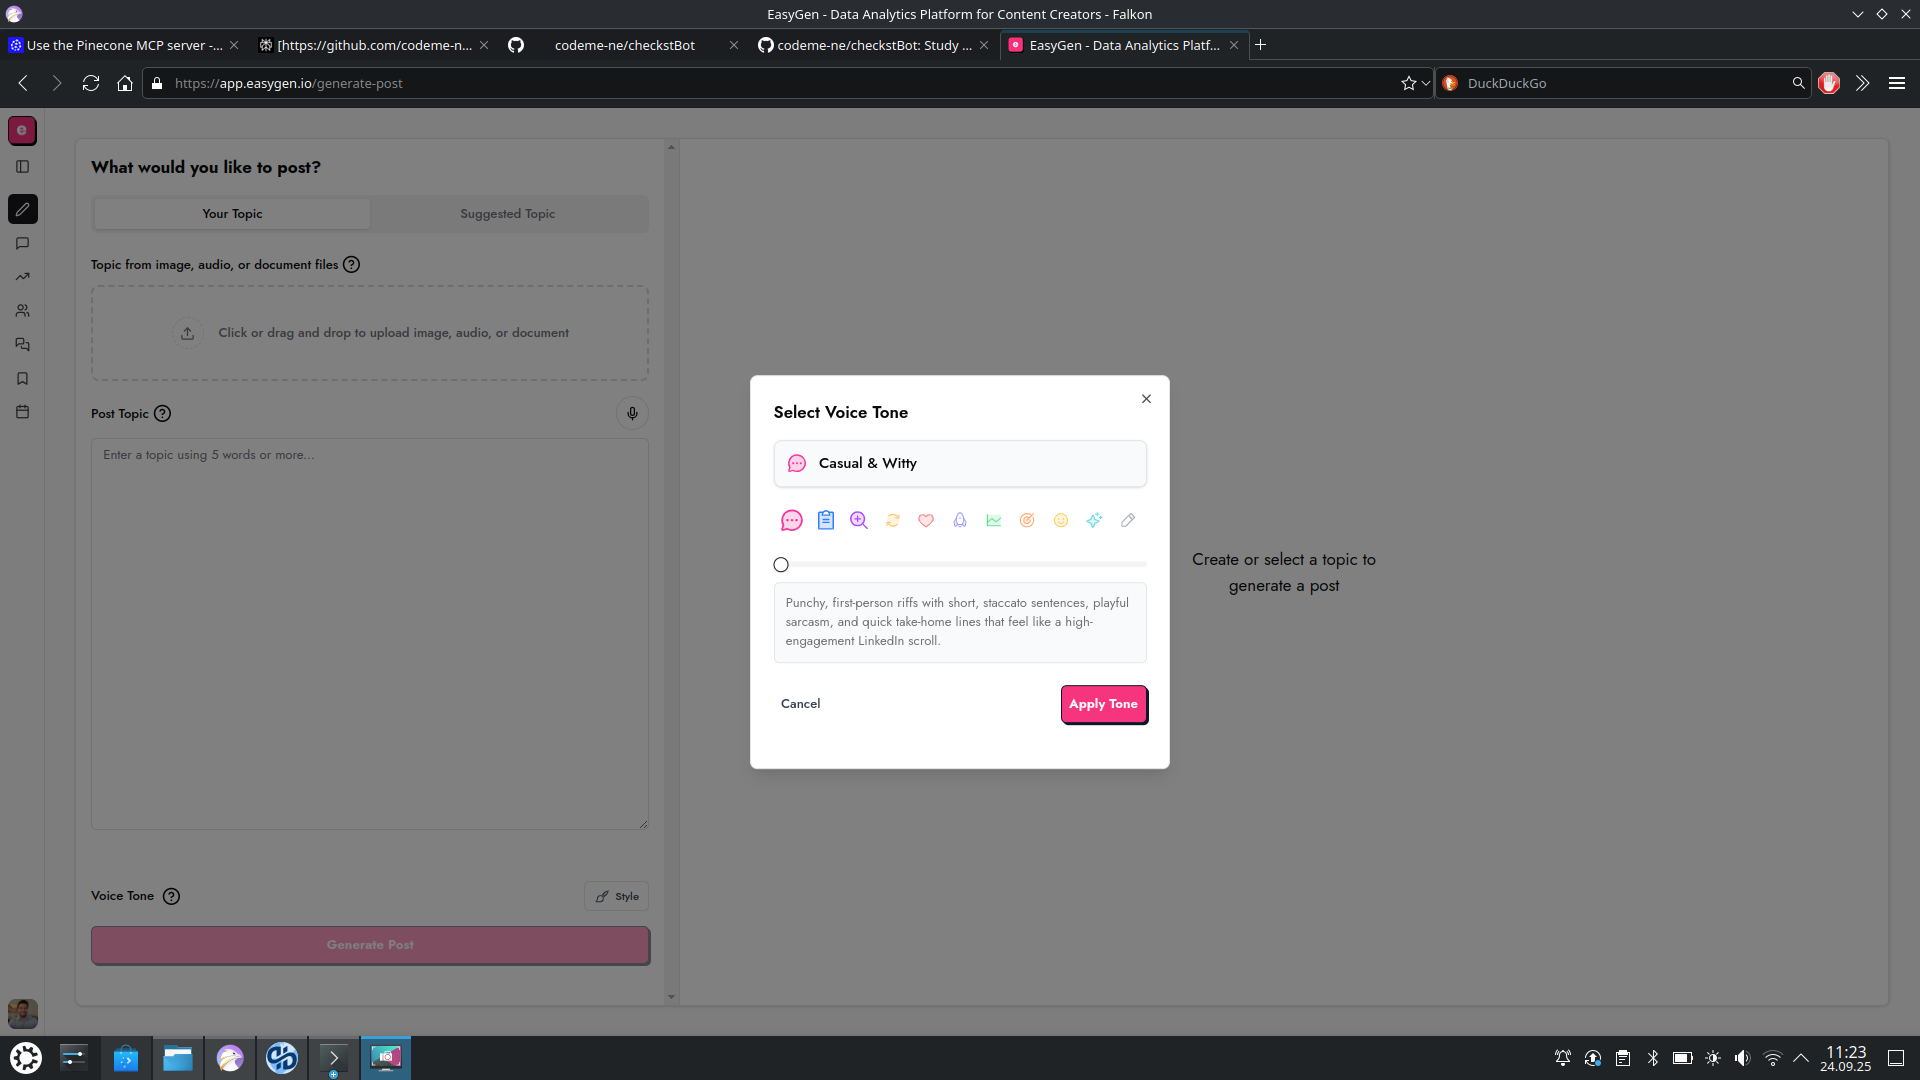 EasyGen - Data Analytics Platform for Content Creators - Falkon
Use the Pinecone MCP server -...
[https://github.com/codeme-n...
codeme-ne/checkstBot
codeme-ne/checkstBot: Study ...
EasyGen - Data Analytics Platf...
https://app.easygen.io/generate-post
DuckDuckGo
e
What would you like to post?
Your Topic
Suggested Topic
Topic from image, audio, or document files ?
Click or drag and drop to upload image, audio, or document
Post Topic ?
Enter a topic using 5 words or more...
Voice Tone ?
Style
Generate Post
Create or select a topic to
generate a post
Select Voice Tone
Casual & Witty
Punchy, first-person riffs with short, staccato sentences, playful
sarcasm, and quick take-home lines that feel like a high-
engagement LinkedIn scroll.
Cancel
Apply Tone
11:23
24.09.25